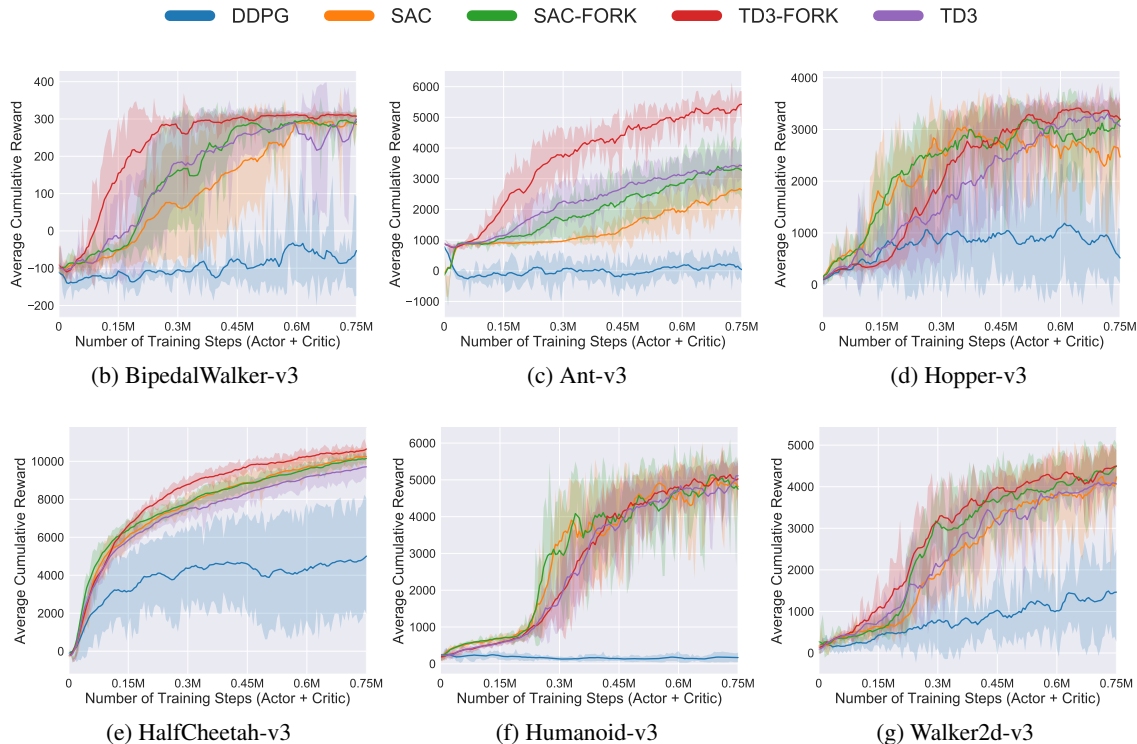 DDPG SAC SAC-FORK TD3-FORK TD3
400
300
200
100
0
−100
−200
Average Cumulative Reward
0 0.15M 0.3M 0.45M 0.6M 0.75M
Number of Training Steps (Actor + Critic)
(b) BipedalWalker-v3
6000
5000
4000
3000
2000
1000
0
−1000
Average Cumulative Reward
0 0.15M 0.3M 0.45M 0.6M 0.75M
Number of Training Steps (Actor + Critic)
(c) Ant-v3
4000
3000
2000
1000
0
Average Cumulative Reward
0 0.15M 0.3M 0.45M 0.6M 0.75M
Number of Training Steps (Actor + Critic)
(d) Hopper-v3
10000
8000
6000
4000
2000
0
Average Cumulative Reward
0 0.15M 0.3M 0.45M 0.6M 0.75M
Number of Training Steps (Actor + Critic)
(e) HalfCheetah-v3
6000
5000
4000
3000
2000
1000
0
Average Cumulative Reward
0 0.15M 0.3M 0.45M 0.6M 0.75M
Number of Training Steps (Actor + Critic)
(f) Humanoid-v3
5000
4000
3000
2000
1000
0
Average Cumulative Reward
0 0.15M 0.3M 0.45M 0.6M 0.75M
Number of Training Steps (Actor + Critic)
(g) Walker2d-v3